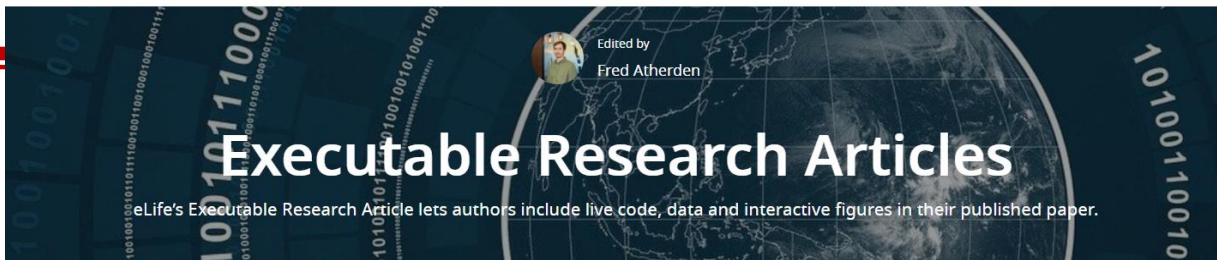 Edited by
Fred Atherden
Executable Research Articles
eLife's Executable Research Article lets authors include live code, data and interactive figures in their published paper.